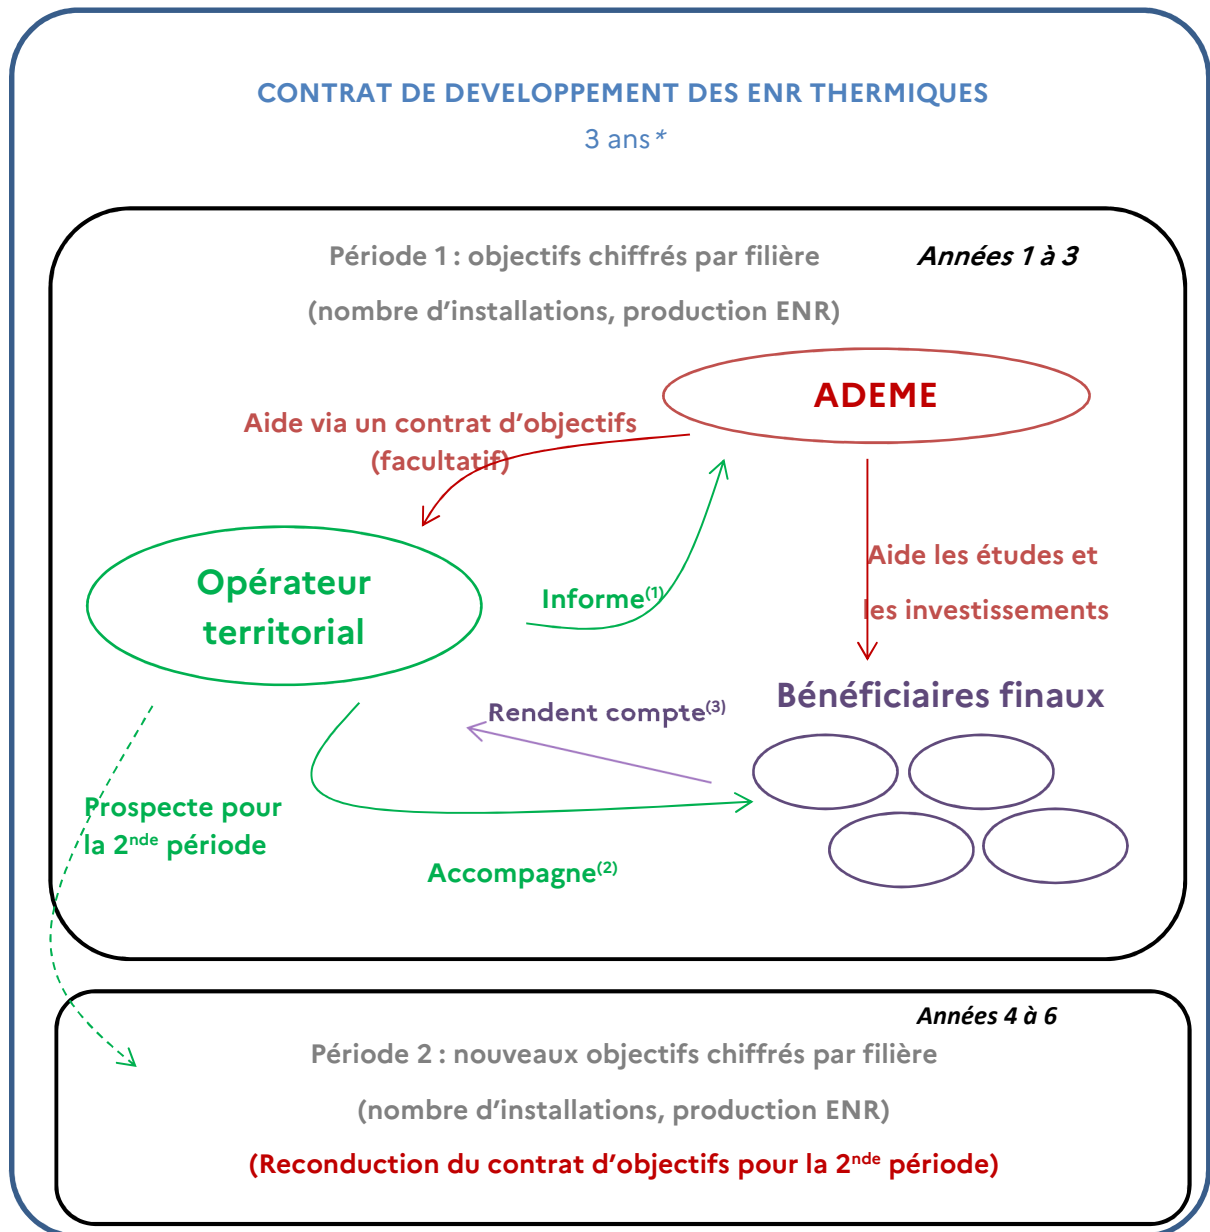 CONTRAT DE DEVELOPPEMENT DES ENR THERMIQUES
3 ans*
Période 1 : objectifs chiffrés par filière
Années 1 à 3
(nombre d’installations, production ENR)
ADEME
Aide via un contrat d’objectifs
(facultatif)
Aide les études et
les investissements
Opérateur
territorial
Informe(1)
Bénéficiaires finaux
Rendent compte(3)
Prospecte pour
la 2nde période
Accompagne(2)
Années 4 à 6
Période 2 : nouveaux objectifs chiffrés par filière
(nombre d’installations, production ENR)
(Reconduction du contrat d’objectifs pour la 2nde période)